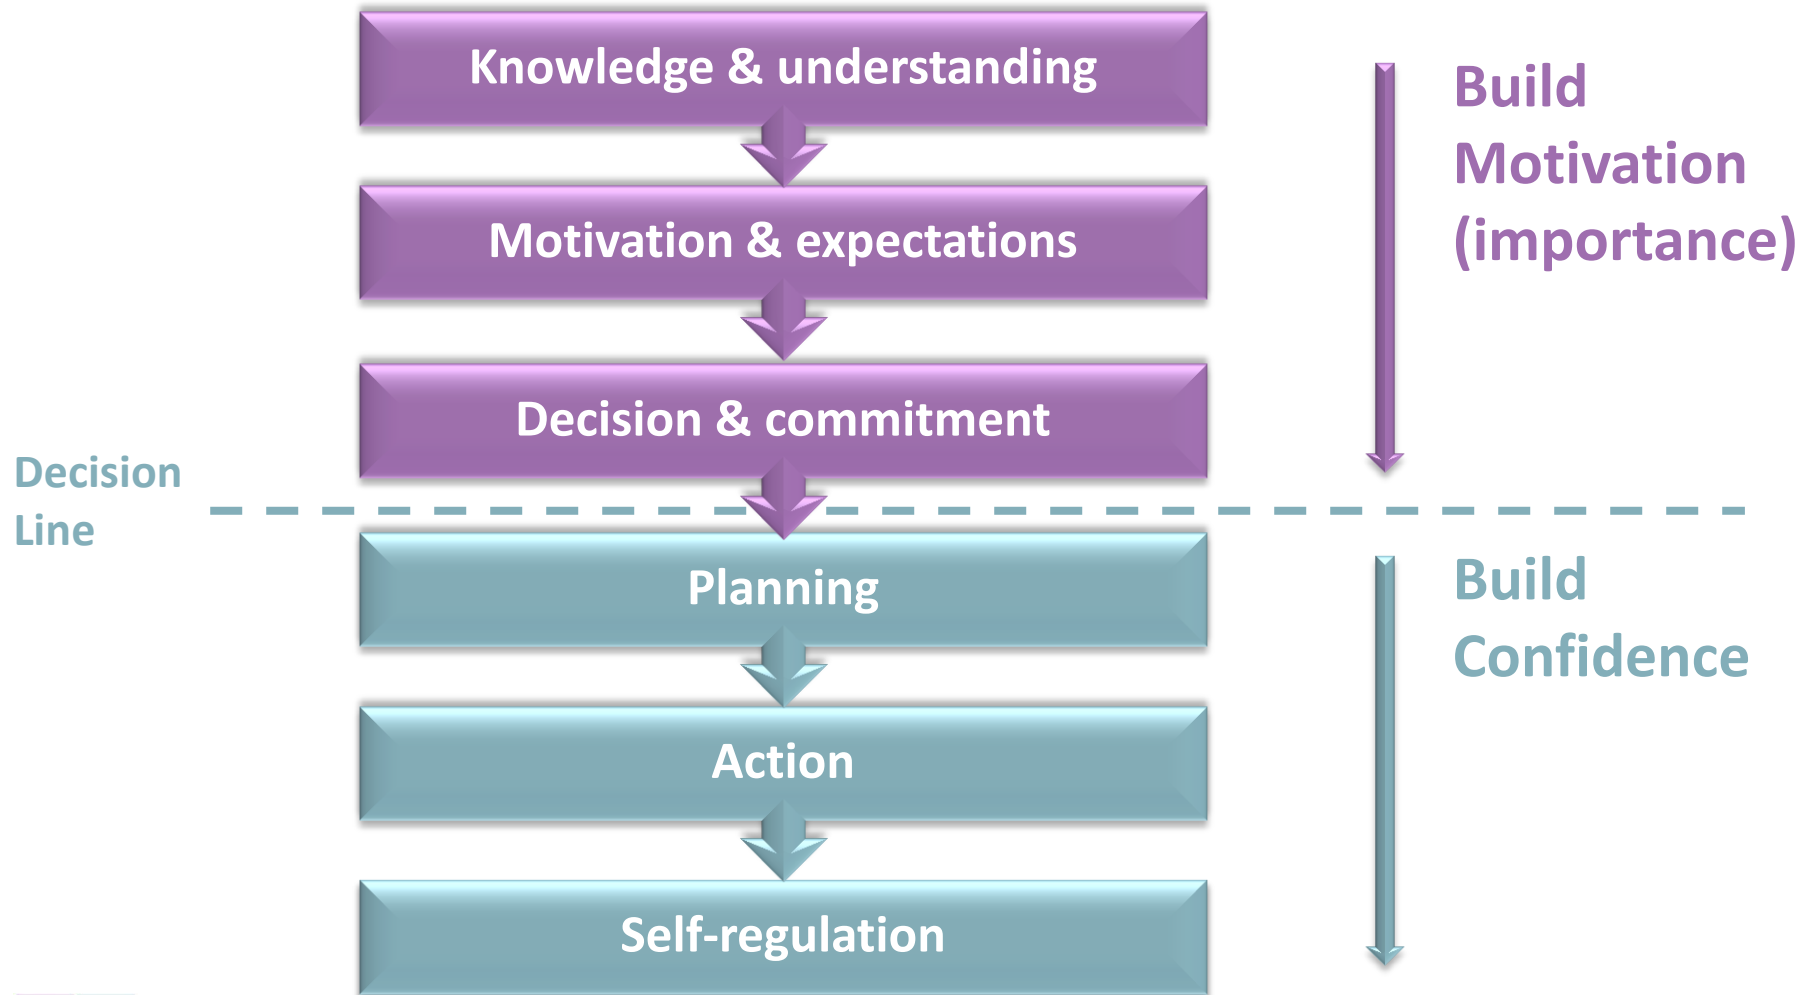 Knowledge & understanding
Build
Motivation
(importance)
Motivation & expectations
Decision & commitment
Decision
Line
Planning
Build
Confidence
Action
Self-regulation